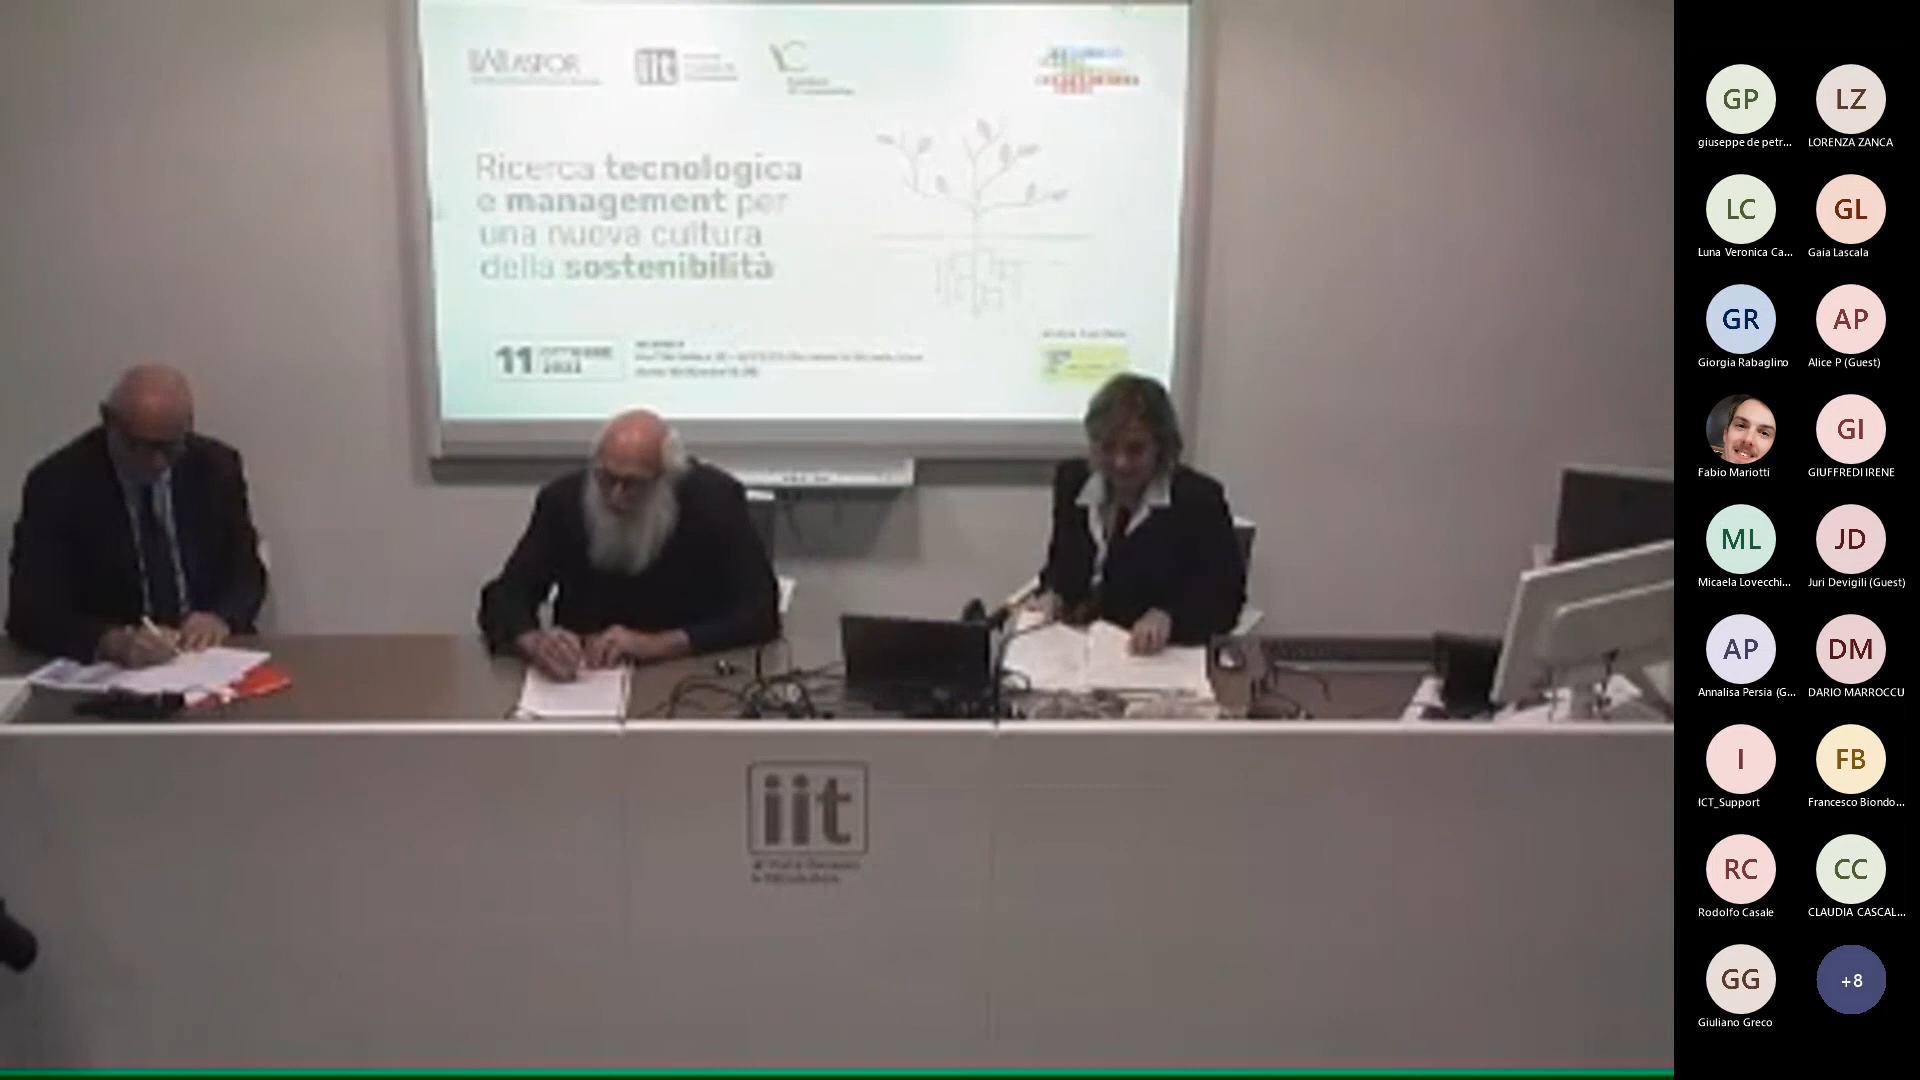 ASFOR
iit
Ricerca tecnologica
e management per
una nuova cultura
della sostenibilità
11
iit
GP
LZ
giuseppe de petr...
LORENZA ZANCA
LC
GL
Luna Veronica Ca...
Gaia Lascala
GR
AP
Giorgia Rabaglino
Alice P (Guest)
GI
Fabio Mariotti
GIUFFREDI IRENE
ML
JD
Micaela Lovecchi...
Juri Devigili (Guest)
AP
DM
Annalisa Persia (G...
DARIO MARROCCU
I
FB
ICT_Support
Francesco Biondo...
RC
CC
Rodolfo Casale
CLAUDIA CASCAL...
GG
+8
Giuliano Greco